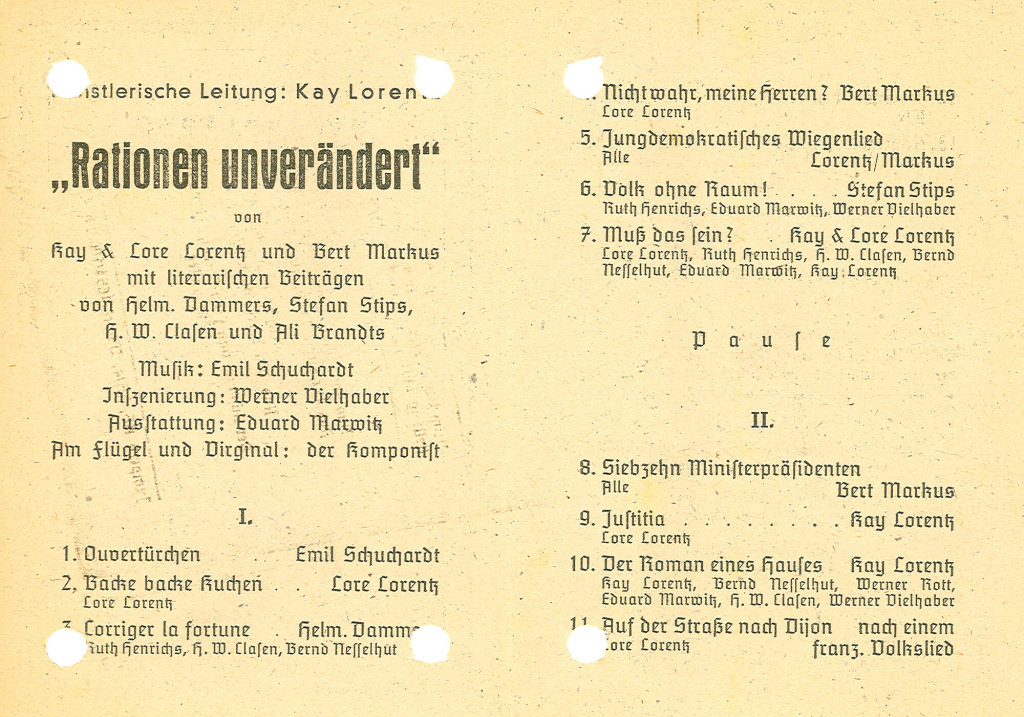 nstlerische Leitung: Kay Loren
„Rationen unverändert“
von
Kay & Lore Lorentz und Bert Markus
mit literarischen Beiträgen
von Helm. Dammers, Stefan Stips,
H. W. Clasen und Ali Brandts
Musik: Emil Schuchardt
Inszenierung: Werner Vielhaber
Ausstattung: Eduard Marwitz
Am Flügel und Virginal: der Komponist
I.
1. Ouvertürchen . . Emil Schuchardt
2. Backe backe Kuchen . . Lore Lorentz
Lore Lorentz
3. Corriger la fortune . Helm. Damme
Ruth Henrichs, H. W. Clasen, Bernd Nesselhut
. Nicht wahr, meine Herren? Bert Markus
Lore Lorentz
5. Jungdemokratisches Wiegenlied
Alle Lorentz/Markus
6. Volk ohne Raum! . . . . Stefan Stips
Ruth Henrichs, Eduard Marwitz, Werner Vielhaber
7. Muß das sein? . Kay & Lore Lorentz
Lore Lorentz, Ruth Henrichs, H. W. Clasen, Bernd
Nesselhut, Eduard Marwitz, Kay Lorentz
Pause
II.
8. Siebzehn Ministerpräsidenten
Alle Bert Markus
9. Justitia . . . . . . . . Kay Lorentz
Lore Lorentz
10. Der Roman eines Hauses Kay Lorentz
Kay Lorentz, Bernd Nesselhut, Werner Rott,
Eduard Marwitz, H. W. Clasen, Werner Vielhaber
11. Auf der Straße nach Dijon nach einem
Lore Lorentz franz. Volkslied